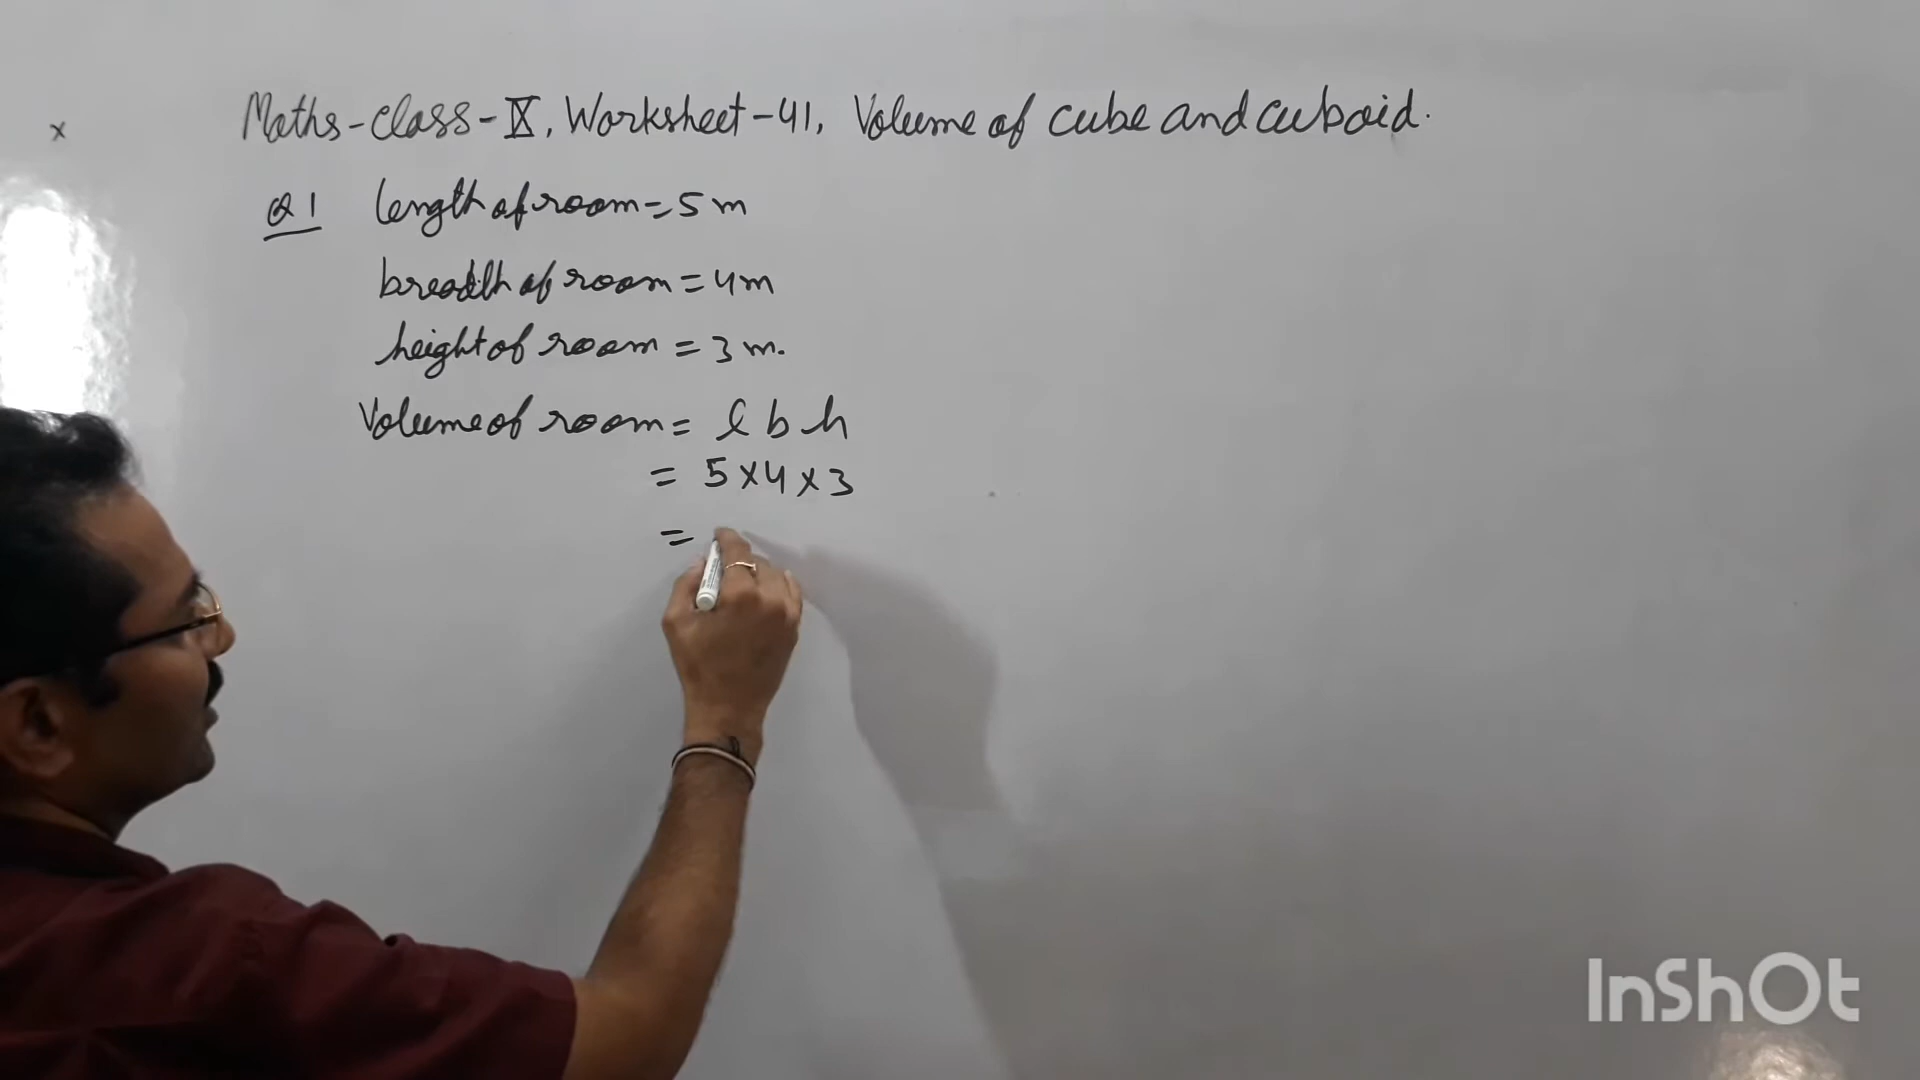 x
Maths-class-IX, Worksheet-41, Volume of cube and cuboid.
Q1 length of room = 5 m
breadth of room = 4m
height of room = 3 m.
Volume of room = l b h
= 5 x 4 x 3
=
InShOt